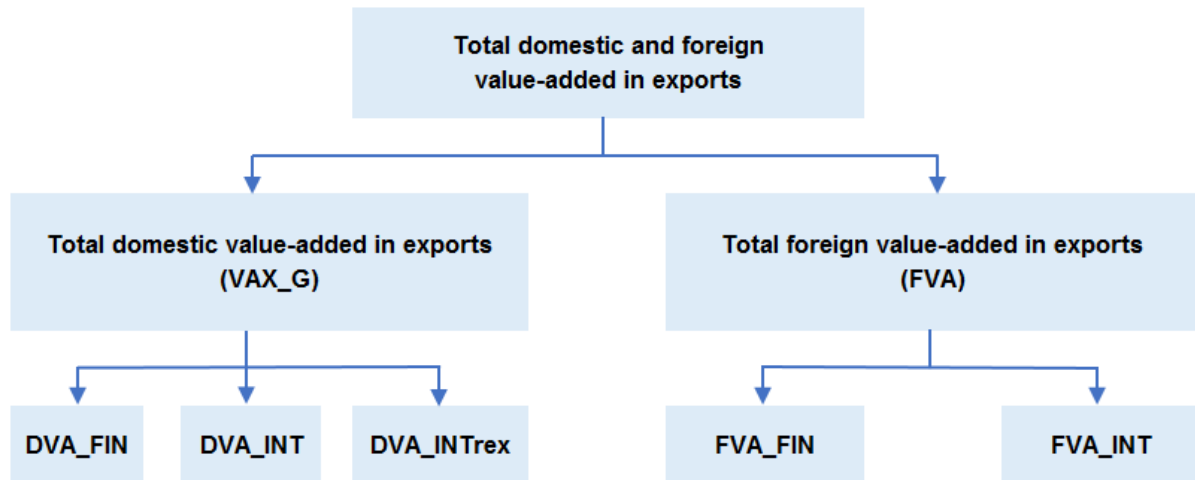 Total domestic and foreign
value-added in exports
Total domestic value-added in exports
(VAX_G)
Total foreign value-added in exports
(FVA)
DVA_FIN
DVA_INT
DVA_INTrex
FVA_FIN
FVA_INT